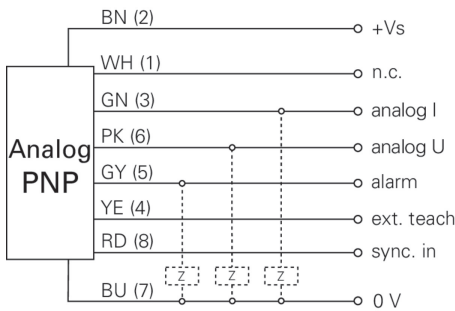 BN (2) +Vs
WH (1) n.c.
GN (3) analog I
PK (6) analog U
Analog
PNP
GY (5) alarm
YE (4) ext. teach
RD (8) sync. in
Z Z Z
BU (7) 0 V